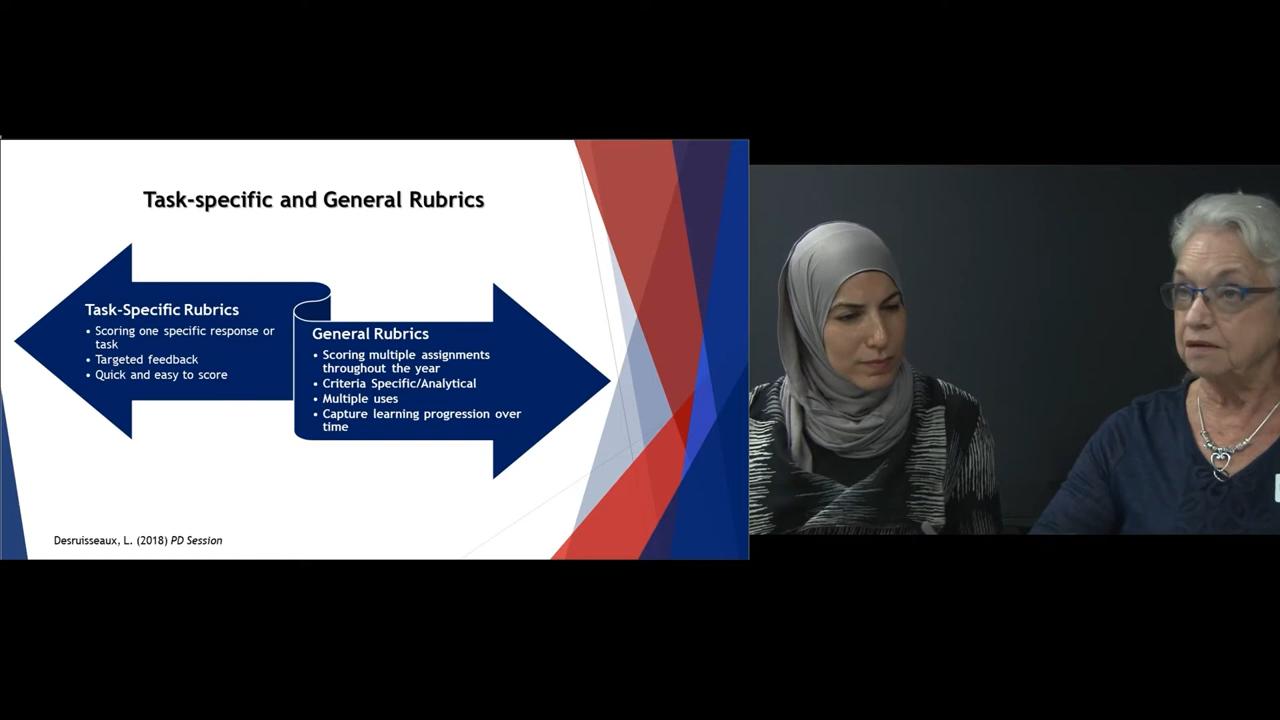 Task-specific and General Rubrics
Task-Specific Rubrics
• Scoring one specific response or
task
• Targeted feedback
• Quick and easy to score
General Rubrics
• Scoring multiple assignments
throughout the year
• Criteria Specific/Analytical
• Multiple uses
• Capture learning progression over
time
Desruisseaux, L. (2018) PD Session